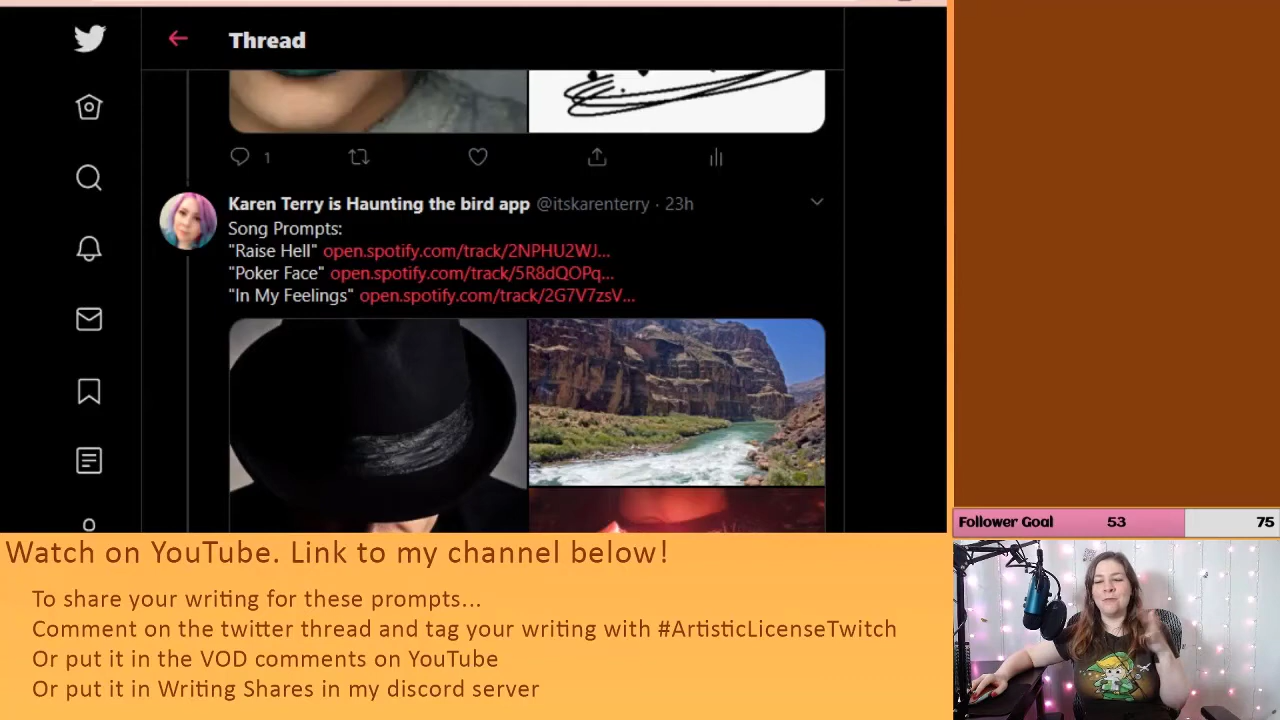 Thread
1
Karen Terry is Haunting the bird app @itskarenterry · 23h
Song Prompts:
"Raise Hell" open.spotify.com/track/2NPHU2WJ...
"Poker Face" open.spotify.com/track/5R8dQOPq...
"In My Feelings" open.spotify.com/track/2G7V7zsV...
Follower Goal 53 75
Watch on YouTube. Link to my channel below!
To share your writing for these prompts...
Comment on the twitter thread and tag your writing with #ArtisticLicenseTwitch
Or put it in the VOD comments on YouTube
Or put it in Writing Shares in my discord server